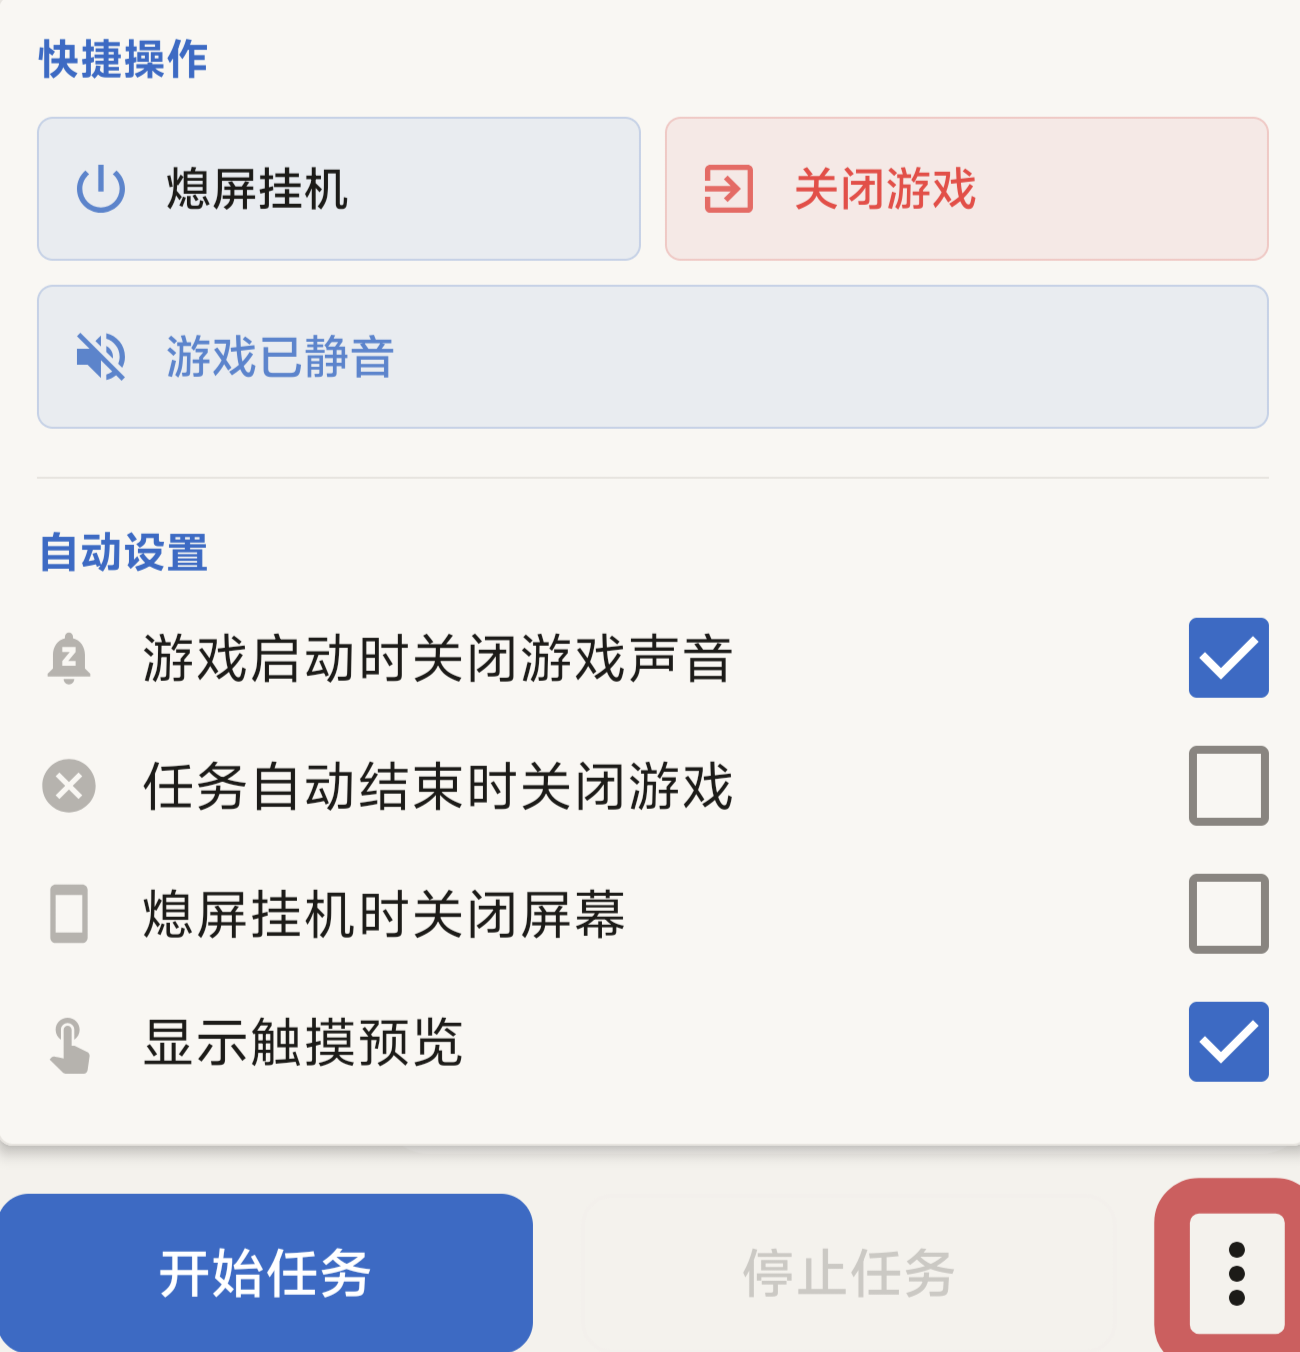 快捷操作
熄屏挂机
关闭游戏
游戏已静音
自动设置
游戏启动时关闭游戏声音
任务自动结束时关闭游戏
熄屏挂机时关闭屏幕
显示触摸预览
开始任务
停止任务